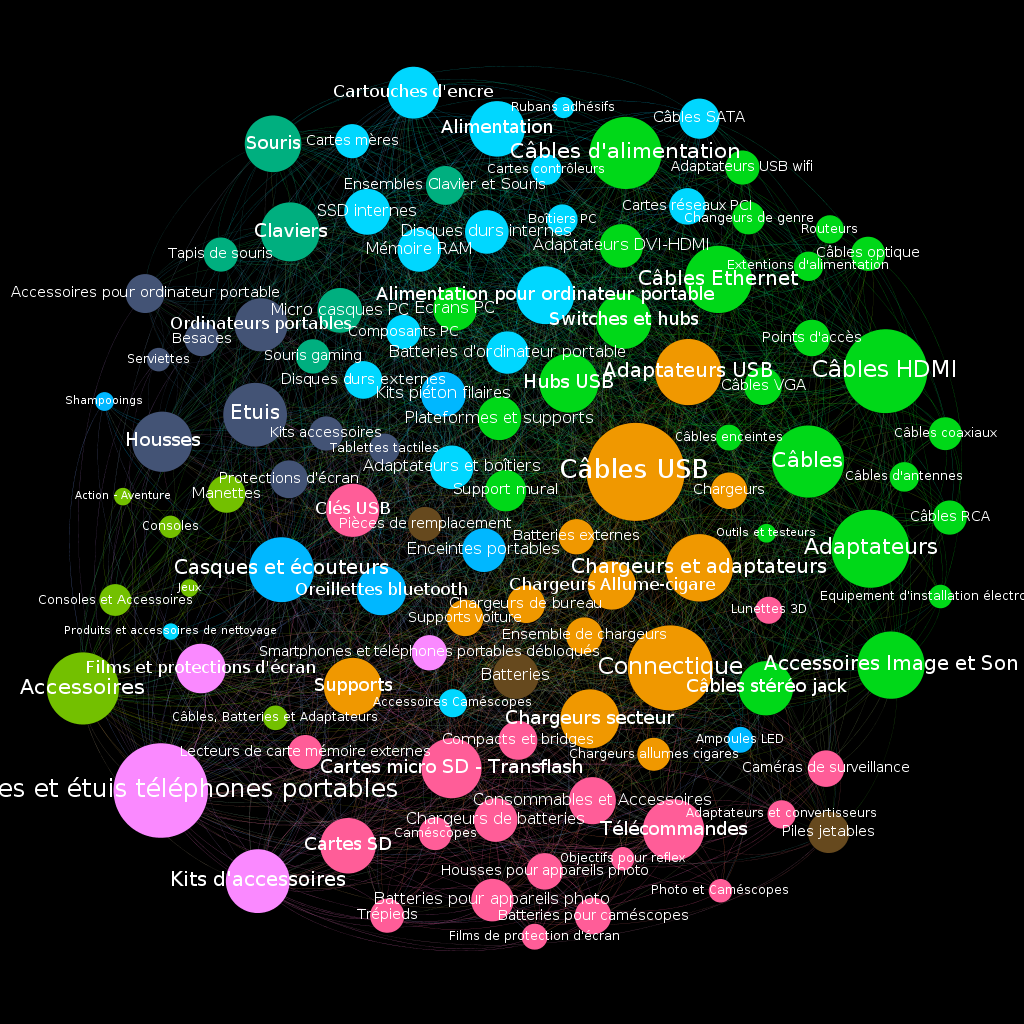 Cartouches d'encre
Rubans adhésifs
Câbles SATA
Alimentation
Souris
Cartes mères
Câbles d'alimentation
Cartes contrôleurs
Adaptateurs USB wifi
Ensembles Clavier et Souris
Cartes réseaux PCI
SSD internes
Boîtiers PC
Changeurs de genre
Claviers
Disques durs internes
Routeurs
Mémoire RAM
Adaptateurs DVI-HDMI
Tapis de souris
Câbles optique
Extentions d'alimentation
Câbles Ethernet
Accessoires pour ordinateur portable
Alimentation pour ordinateur portable
Micro casques PC
Ecrans PC
Switches et hubs
Ordinateurs portables
Composants PC
Besaces
Points d'accès
Batteries d'ordinateur portable
Souris gaming
Serviettes
Adaptateurs USB
Câbles HDMI
Disques durs externes
Hubs USB
Câbles VGA
Kits piéton filaires
Shampooings
Etuis
Plateformes et supports
Kits accessoires
Câbles coaxiaux
Câbles enceintes
Housses
Tablettes tactiles
Câbles
Adaptateurs et boîtiers
Câbles USB
Câbles d'antennes
Protections d'écran
Support mural
Chargeurs
Manettes
Action - Aventure
Clés USB
Câbles RCA
Pièces de remplacement
Consoles
Outils et testeurs
Batteries externes
Enceintes portables
Adaptateurs
Casques et écouteurs
Chargeurs et adaptateurs
Chargeurs Allume-cigare
Jeux
Oreillettes bluetooth
Equipement d'installation électro
Consoles et Accessoires
Chargeurs de bureau
Lunettes 3D
Supports voiture
Produits et accessoires de nettoyage
Ensemble de chargeurs
Smartphones et téléphones portables débloqués
Accessoires Image et Son
Films et protections d'écran
Connectique
Batteries
Accessoires
Supports
Câbles stéréo jack
Accessoires Caméscopes
Câbles, Batteries et Adaptateurs
Chargeurs secteur
Compacts et bridges
Ampoules LED
Lecteurs de carte mémoire externes
Chargeurs allumes cigares
Cartes micro SD - Transflash
Caméras de surveillance
es et étuis téléphones portables
Consommables et Accessoires
Adaptateurs et convertisseurs
Chargeurs de batteries
Télécommandes
Piles jetables
Caméscopes
Cartes SD
Objectifs pour reflex
Housses pour appareils photo
Kits d'accessoires
Photo et Caméscopes
Batteries pour appareils photo
Trépieds
Batteries pour caméscopes
Films de protection d'écran